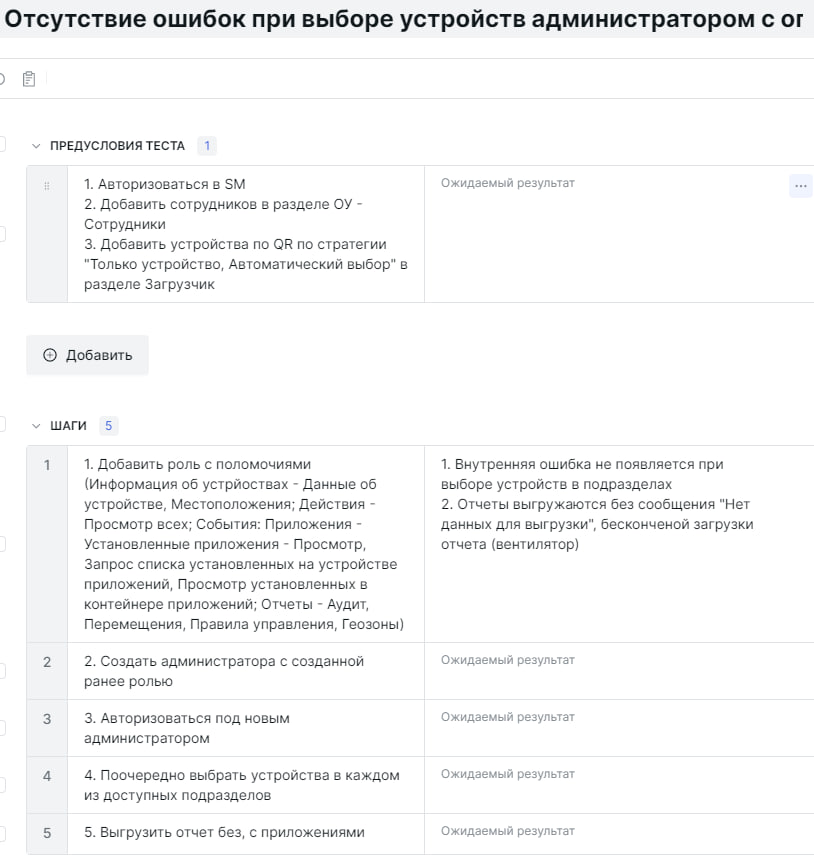 Отсутствие ошибок при выборе устройств администратором с ог
ПРЕДУСЛОВИЯ ТЕСТА 1
1. Авторизоваться в SM
2. Добавить сотрудников в разделе ОУ -
Сотрудники
3. Добавить устройства по QR по стратегии
"Только устройство, Автоматический выбор" в
разделе Загрузчик
Ожидаемый результат
Добавить
ШАГИ 5
1
1. Добавить роль с поломочиями
(Информация об устрйоствах - Данные об
устройстве, Местоположения; Действия -
Просмотр всех; События: Приложения -
Установленные приложения - Просмотр,
Запрос списка установленных на устройстве
приложений, Просмотр установленных в
контейнере приложений; Отчеты - Аудит,
Перемещения, Правила управления, Геозоны)
1. Внутренняя ошибка не появляется при
выборе устройств в подразделах
2. Отчеты выгружаются без сообщения "Нет
данных для выгрузки", бесконченой загрузки
отчета (вентилятор)
2
2. Создать администратора с созданной
ранее ролью
Ожидаемый результат
3
3. Авторизоваться под новым
администратором
Ожидаемый результат
4
4. Поочередно выбрать устройства в каждом
из доступных подразделов
Ожидаемый результат
5
5. Выгрузить отчет без, с приложениями
Ожидаемый результат